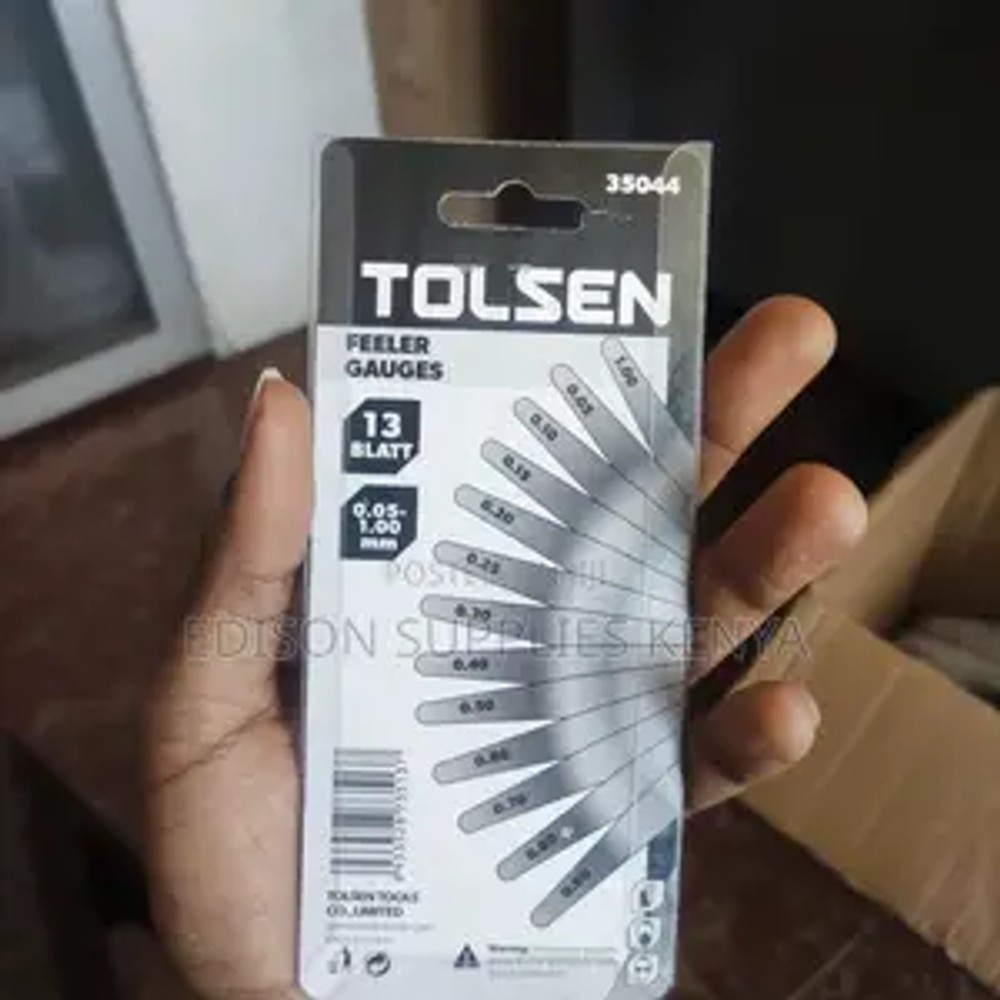 35044
TOLSEN
FEELER
GAUGES
13
BLATT
0.05-
1.00
mm
1.00
0.05
0.10
0.15
0.20
0.25
0.30
0.40
0.50
0.60
0.70
0.80
EDISON SUPPLIES KENYA
TOLSEN TOOLS
CO., LIMITED
Warning: